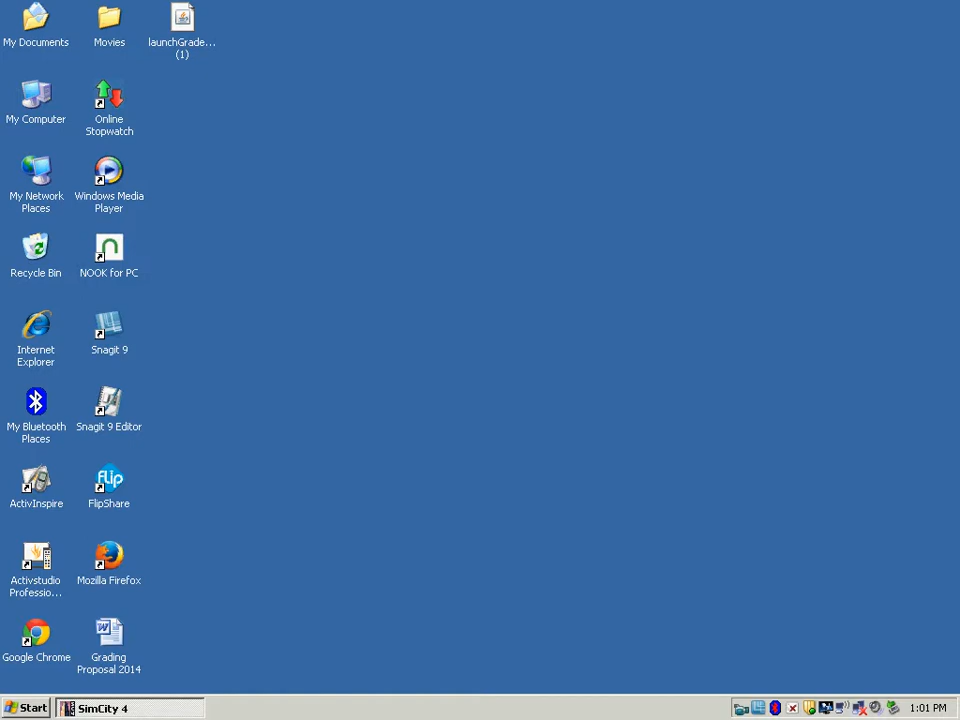 My Documents
Movies
launchGrade...
(1)
My Computer
Online
Stopwatch
My Network
Places
Windows Media
Player
Recycle Bin
NOOK for PC
Internet
Explorer
Snagit 9
My Bluetooth
Places
Snagit 9 Editor
ActivInspire
flip
FlipShare
Activstudio
Professio...
Mozilla Firefox
Google Chrome
Grading
Proposal 2014
Start
SimCity 4
1:01 PM